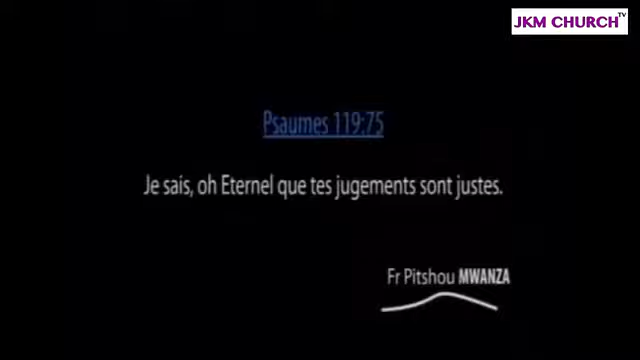 JKM CHURCH TV
Psaumes 119:75
Je sais, oh Eternel que tes jugements sont justes.
Fr Pitshou MWANZA